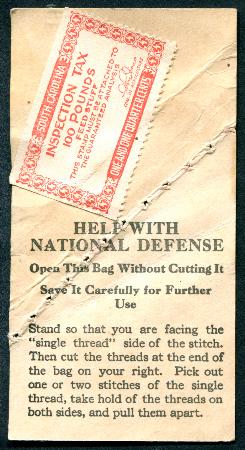 SOUTH CAROLINA
INSPECTION TAX
100 POUNDS
FEED STUFF
THIS STAMP MUST BE ATTACHED TO
THE GUARANTEED ANALYSIS
ONE AND ONE QUARTER CENTS
HELP WITH
NATIONAL DEFENSE
Open This Bag Without Cutting It
Save It Carefully for Further
Use
Stand so that you are facing the
"single thread" side of the stitch.
Then cut the threads at the end of
the bag on your right. Pick out
one or two stitches of the single
thread, take hold of the threads on
both sides, and pull them apart.